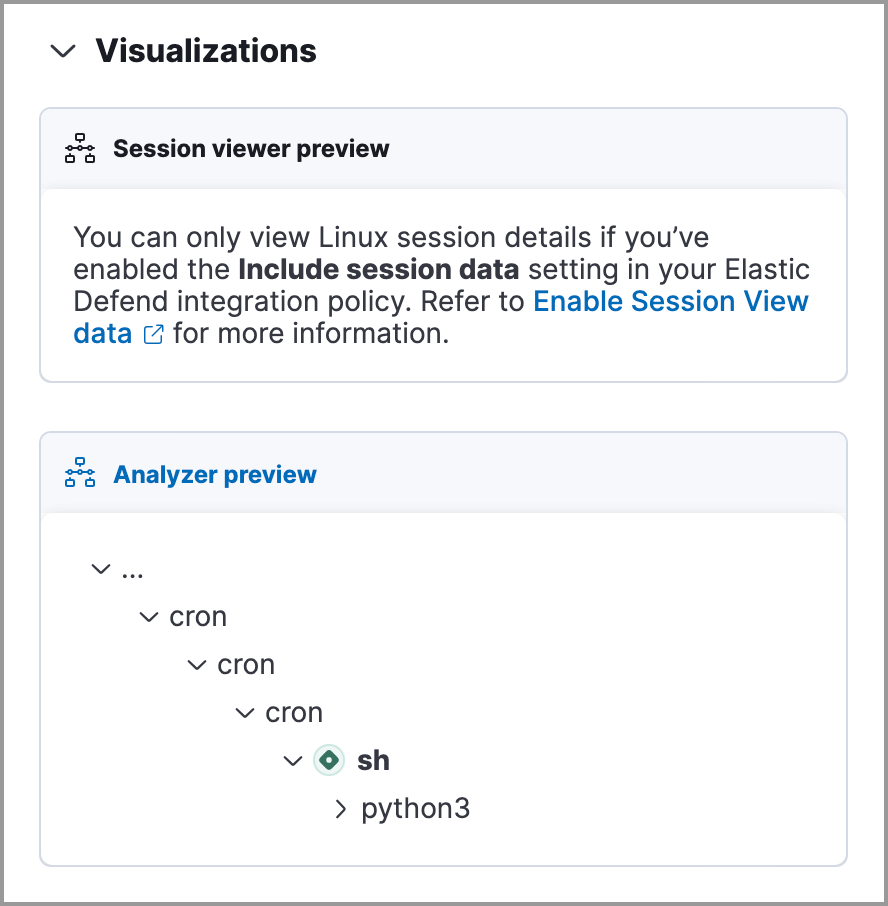 Visualizations
Session viewer preview
You can only view Linux session details if you’ve
enabled the Include session data setting in your Elastic
Defend integration policy. Refer to Enable Session View
data for more information.
Analyzer preview
...
cron
cron
cron
sh
python3